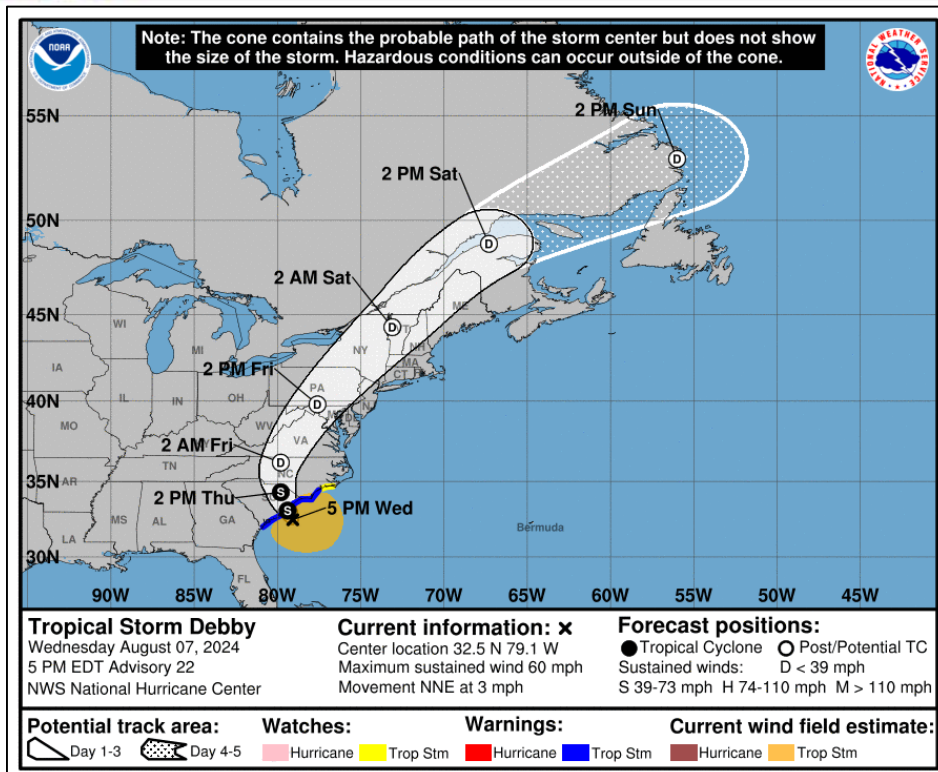 Note: The cone contains the probable path of the storm center but does not show
the size of the storm. Hazardous conditions can occur outside of the cone.
NOAA
NATIONAL WEATHER SERVICE
55N
50N
45N
40N
35N
30N
2 PM Sun
D
2 PM Sat
D
2 AM Sat
D
2 PM Fri
D
2 AM Fri
D
2 PM Thu
S
S
5 PM Wed
WI
MI
NY
ME
NH
MA
CT
PA
IA
IL
IN
OH
WV
VA
MO
TN
NC
AR
MS
AL
GA
LA
FL
Bermuda
90W 85W 80W 75W 70W 65W 60W 55W 50W 45W
Tropical Storm Debby
Wednesday August 07, 2024
5 PM EDT Advisory 22
NWS National Hurricane Center
Current information: ×
Center location 32.5 N 79.1 W
Maximum sustained wind 60 mph
Movement NNE at 3 mph
Forecast positions:
Tropical Cyclone Post/Potential TC
Sustained winds: D < 39 mph
S 39-73 mph H 74-110 mph M > 110 mph
Potential track area:
Day 1-3 Day 4-5
Watches:
Hurricane Trop Stm
Warnings:
Hurricane Trop Stm
Current wind field estimate:
Hurricane Trop Stm